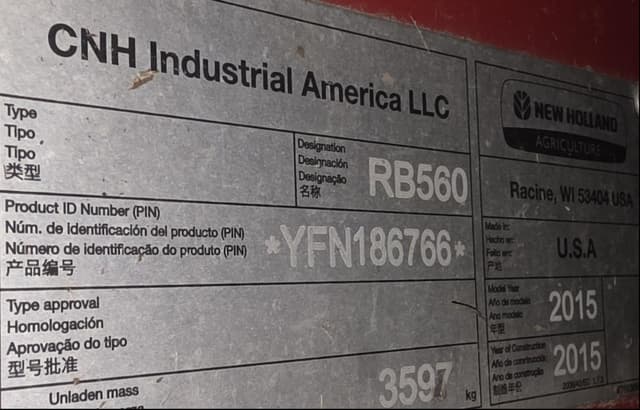 CNH Industrial America LLC
NEW HOLLAND
AGRICULTURE
Racine, WI 53404 USA
Type
Tipo
Tipo
类型
Designation
Designación
Designação
名称
RB560
Made in:
Hecho en:
Feito em:
产地
U.S.A
Product ID Number (PIN)
Núm. de identificación del producto (PIN)
Número de identificação do produto (PIN)
产品编号
*YFN186766*
Model Year
Año de modelo
Ano modelo
年型
2015
Type approval
Homologación
Aprovação do tipo
型号批准
Year of Construction
Año de construcción
Ano de construção
制造年份
2015
Unladen mass
3597 kg